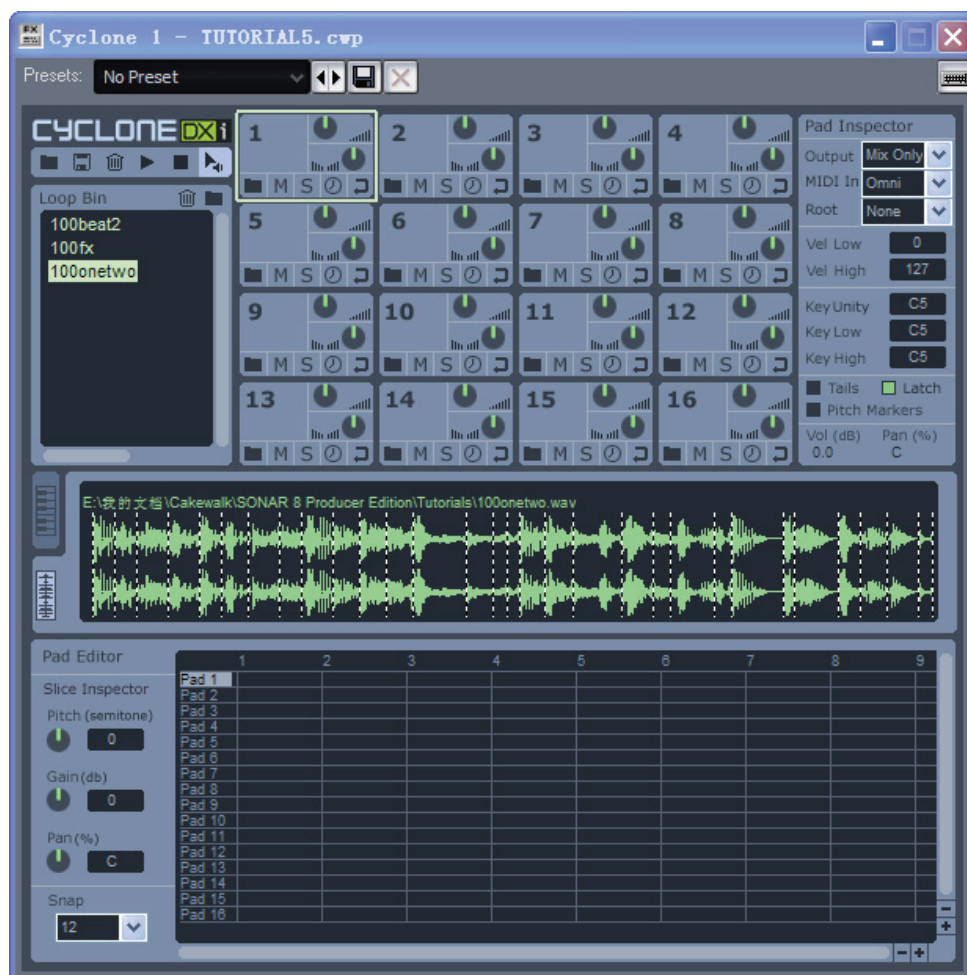 Cyclone 1 - TUTORIAL5.cwp
Presets: No Preset
CYCLONE DXi
Loop Bin
100beat2
100fx
100onetwo
1 2 3 4
M S M S M S M S
5 6 7 8
M S M S M S M S
9 10 11 12
M S M S M S M S
13 14 15 16
M S M S M S M S
Pad Inspector
Output Mix Only
MIDI In Omni
Root None
Vel Low 0
Vel High 127
Key Unity C5
Key Low C5
Key High C5
Tails Latch
Pitch Markers
Vol (dB) Pan (%)
0.0 C
E:\我的文档\Cakewalk\SONAR 8 Producer Edition\Tutorials\100onetwo.wav
Pad Editor
Slice Inspector
Pitch (semitone)
0
Gain(db)
0
Pan(%)
C
Snap
12
1 2 3 4 5 6 7 8 9
Pad 1
Pad 2
Pad 3
Pad 4
Pad 5
Pad 6
Pad 7
Pad 8
Pad 9
Pad 10
Pad 11
Pad 12
Pad 13
Pad 14
Pad 15
Pad 16